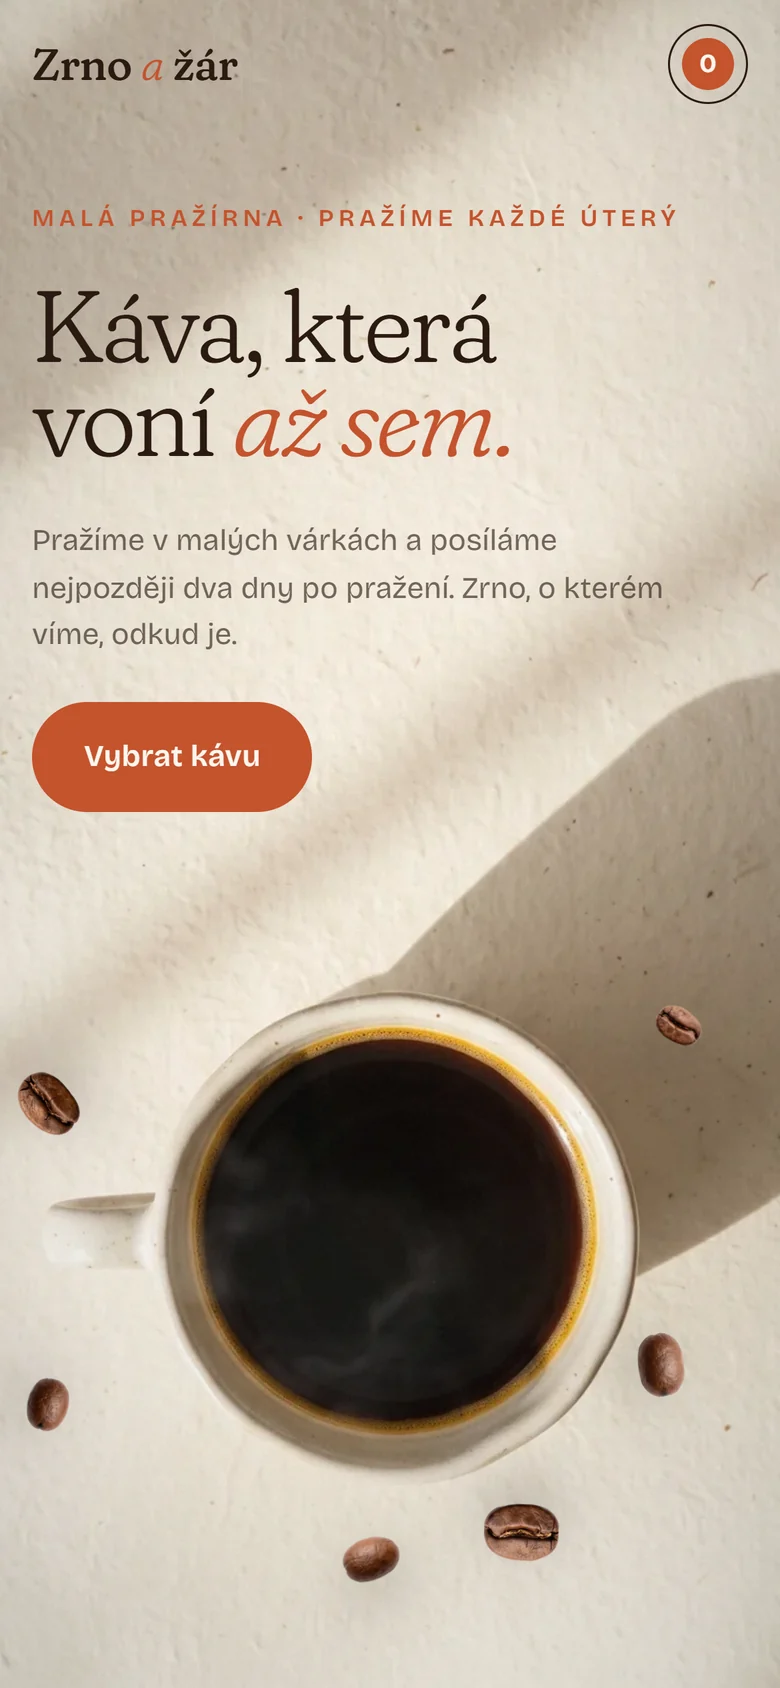 Zrno a žár
0
MALÁ PRAŽÍRNA · PRAŽÍME KAŽDÉ ÚTERÝ
Káva, která
voní až sem.
Pražíme v malých várkách a posíláme
nejpozději dva dny po pražení. Zrno, o kterém
víme, odkud je.
Vybrat kávu